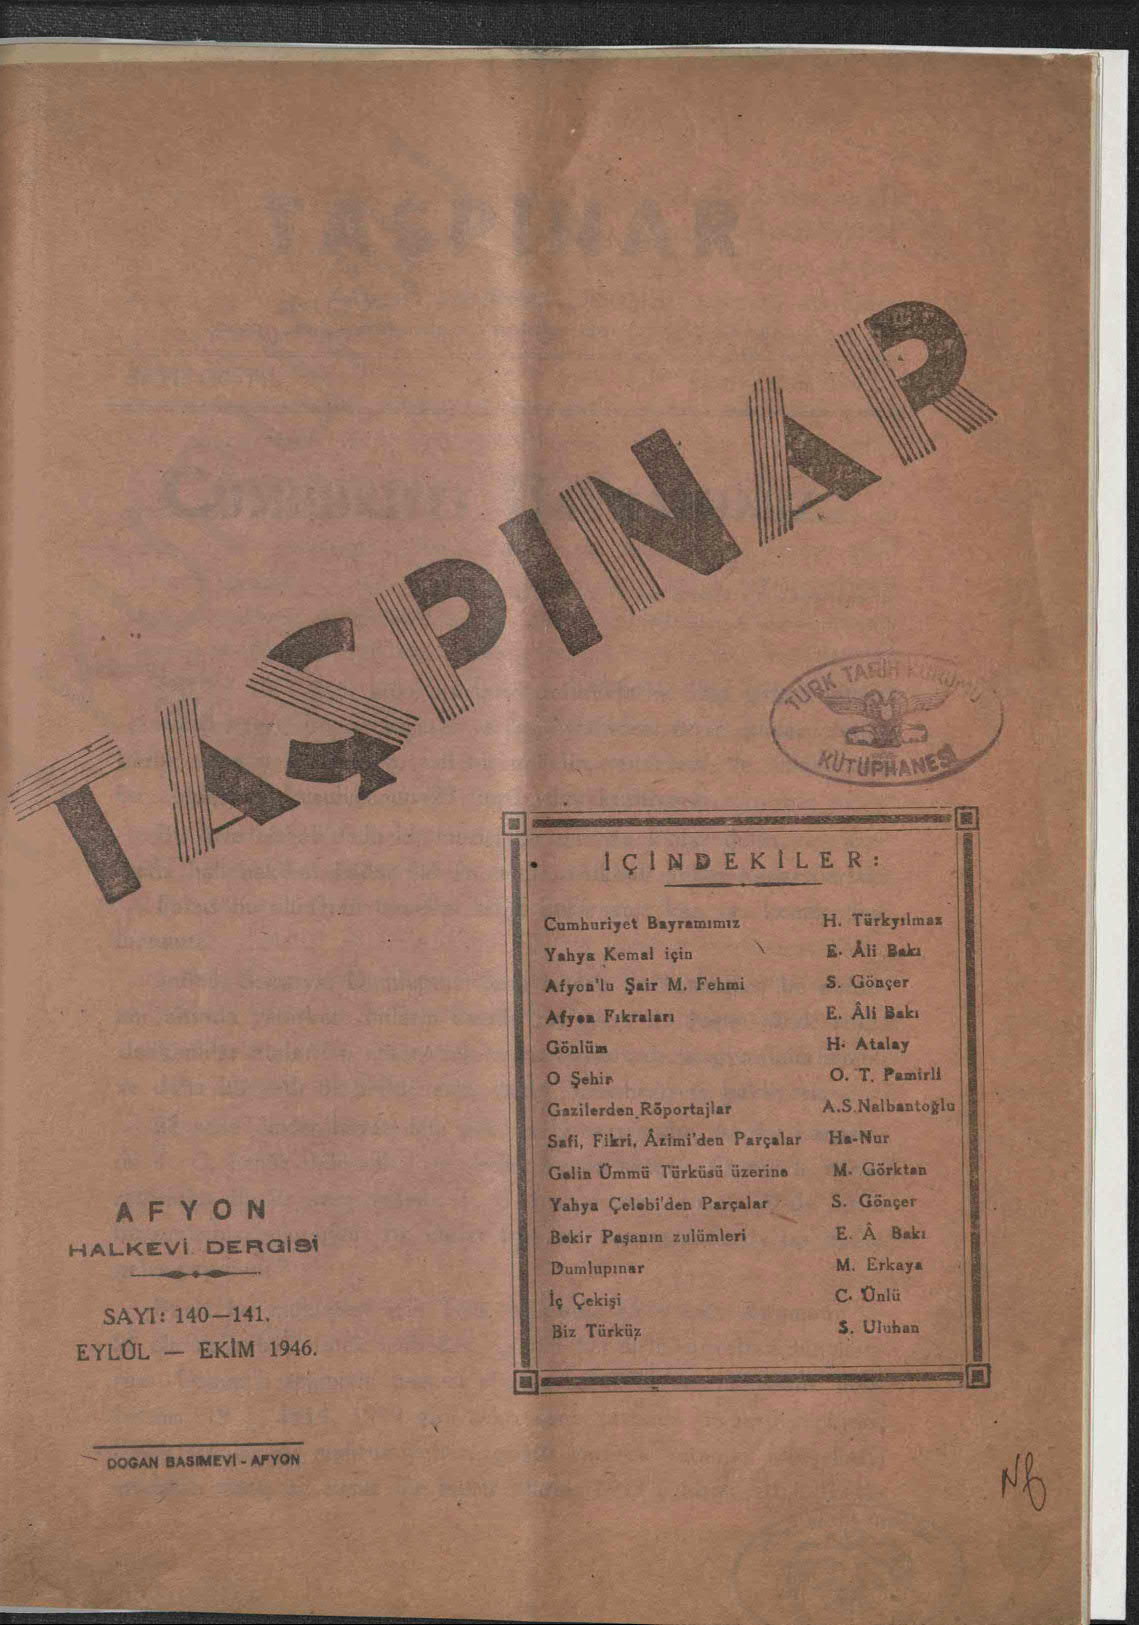 TAŞPINAR
TÜRK TARİH KURUMU
KÜTÜPHANESİ
İÇİNDEKİLER:
Cumhuriyet Bayramımız H. Türkyılmaz
Yahya Kemal için E. Âli Bakı
Afyon'lu Şair M. Fehmi S. Gönçer
Afyon Fıkraları E. Âli Bakı
Gönlüm H. Atalay
O Şehir O. T. Pamirli
Gazilerden Röportajlar A.S.Nalbantoğlu
Safi, Fikri, Âzimi'den Parçalar Ha-Nur
Gelin Ümmü Türküsü üzerine M. Görktan
Yahya Çelebi'den Parçalar S. Gönçer
Bekir Paşanın zulümleri E. Â Bakı
Dumlupınar M. Erkaya
İç Çekişi C. Ünlü
Biz Türküz S. Uluhan
AFYON
HALKEVİ DERGİSİ
SAYI: 140—141.
EYLÛL — EKİM 1946.
DOĞAN BASIMEVİ - AFYON